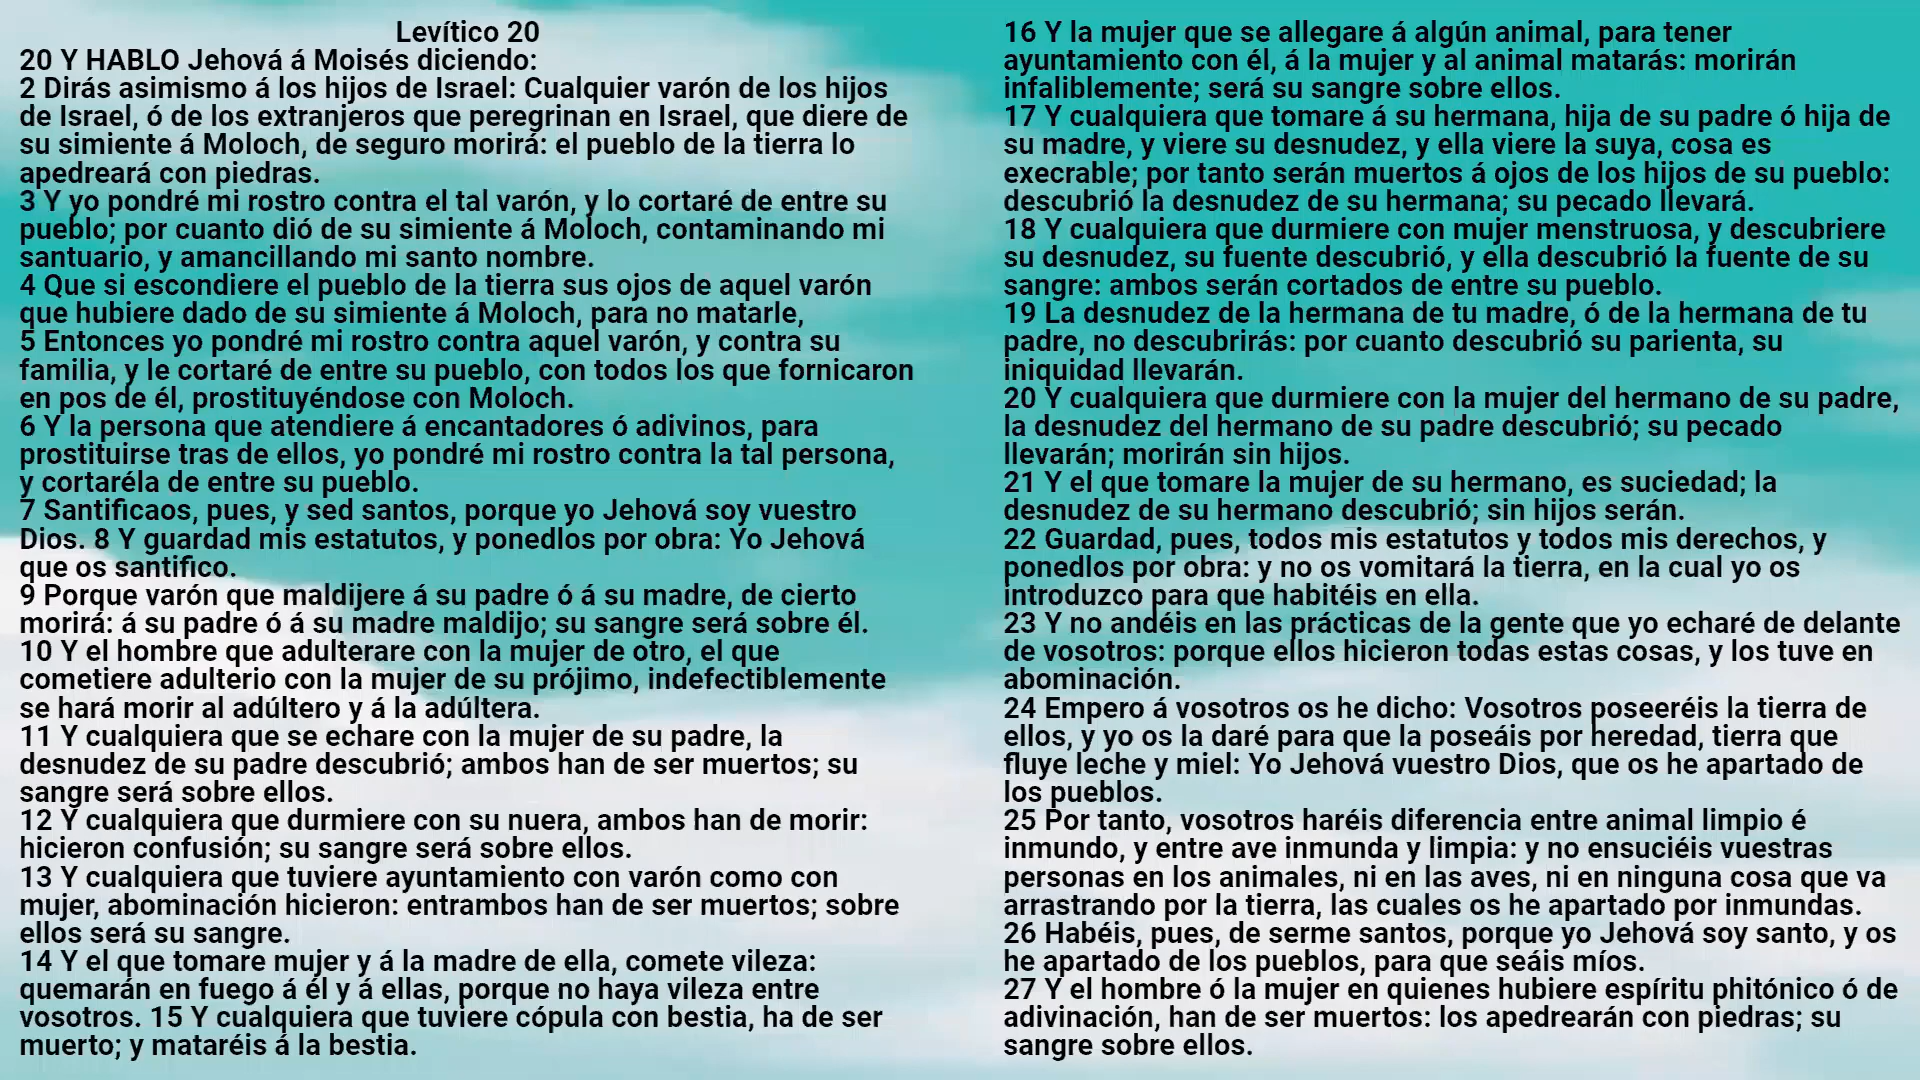 Levítico 20
20 Y HABLO Jehová á Moisés diciendo:
2 Dirás asimismo á los hijos de Israel: Cualquier varón de los hijos
de Israel, ó de los extranjeros que peregrinan en Israel, que diere de
su simiente á Moloch, de seguro morirá: el pueblo de la tierra lo
apedreará con piedras.
3 Y yo pondré mi rostro contra el tal varón, y lo cortaré de entre su
pueblo; por cuanto dió de su simiente á Moloch, contaminando mi
santuario, y amancillando mi santo nombre.
4 Que si escondiere el pueblo de la tierra sus ojos de aquel varón
que hubiere dado de su simiente á Moloch, para no matarle,
5 Entonces yo pondré mi rostro contra aquel varón, y contra su
familia, y le cortaré de entre su pueblo, con todos los que fornicaron
en pos de él, prostituyéndose con Moloch.
6 Y la persona que atendiere á encantadores ó adivinos, para
prostituirse tras de ellos, yo pondré mi rostro contra la tal persona,
y cortaréla de entre su pueblo.
7 Santificaos, pues, y sed santos, porque yo Jehová soy vuestro
Dios. 8 Y guardad mis estatutos, y ponedlos por obra: Yo Jehová
que os santifico.
9 Porque varón que maldijere á su padre ó á su madre, de cierto
morirá: á su padre ó á su madre maldijo; su sangre será sobre él.
10 Y el hombre que adulterare con la mujer de otro, el que
cometiere adulterio con la mujer de su prójimo, indefectiblemente
se hará morir al adúltero y á la adúltera.
11 Y cualquiera que se echare con la mujer de su padre, la
desnudez de su padre descubrió; ambos han de ser muertos; su
sangre será sobre ellos.
12 Y cualquiera que durmiere con su nuera, ambos han de morir:
hicieron confusión; su sangre será sobre ellos.
13 Y cualquiera que tuviere ayuntamiento con varón como con
mujer, abominación hicieron: entrambos han de ser muertos; sobre
ellos será su sangre.
14 Y el que tomare mujer y á la madre de ella, comete vileza:
quemarán en fuego á él y á ellas, porque no haya vileza entre
vosotros. 15 Y cualquiera que tuviere cópula con bestia, ha de ser
muerto; y mataréis á la bestia.
16 Y la mujer que se allegare á algún animal, para tener
ayuntamiento con él, á la mujer y al animal matarás: morirán
infaliblemente; será su sangre sobre ellos.
17 Y cualquiera que tomare á su hermana, hija de su padre ó hija de
su madre, y viere su desnudez, y ella viere la suya, cosa es
execrable; por tanto serán muertos á ojos de los hijos de su pueblo:
descubrió la desnudez de su hermana; su pecado llevará.
18 Y cualquiera que durmiere con mujer menstruosa, y descubriere
su desnudez, su fuente descubrió, y ella descubrió la fuente de su
sangre: ambos serán cortados de entre su pueblo.
19 La desnudez de la hermana de tu madre, ó de la hermana de tu
padre, no descubrirás: por cuanto descubrió su parienta, su
iniquidad llevarán.
20 Y cualquiera que durmiere con la mujer del hermano de su padre,
la desnudez del hermano de su padre descubrió; su pecado
llevarán; morirán sin hijos.
21 Y el que tomare la mujer de su hermano, es suciedad; la
desnudez de su hermano descubrió; sin hijos serán.
22 Guardad, pues, todos mis estatutos y todos mis derechos, y
ponedlos por obra: y no os vomitará la tierra, en la cual yo os
introduzco para que habitéis en ella.
23 Y no andéis en las prácticas de la gente que yo echaré de delante
de vosotros: porque ellos hicieron todas estas cosas, y los tuve en
abominación.
24 Empero á vosotros os he dicho: Vosotros poseeréis la tierra de
ellos, y yo os la daré para que la poseáis por heredad, tierra que
fluye leche y miel: Yo Jehová vuestro Dios, que os he apartado de
los pueblos.
25 Por tanto, vosotros haréis diferencia entre animal limpio é
inmundo, y entre ave inmunda y limpia: y no ensuciéis vuestras
personas en los animales, ni en las aves, ni en ninguna cosa que va
arrastrando por la tierra, las cuales os he apartado por inmundas.
26 Habéis, pues, de serme santos, porque yo Jehová soy santo, y os
he apartado de los pueblos, para que seáis míos.
27 Y el hombre ó la mujer en quienes hubiere espíritu phitónico ó de
adivinación, han de ser muertos: los apedrearán con piedras; su
sangre sobre ellos.